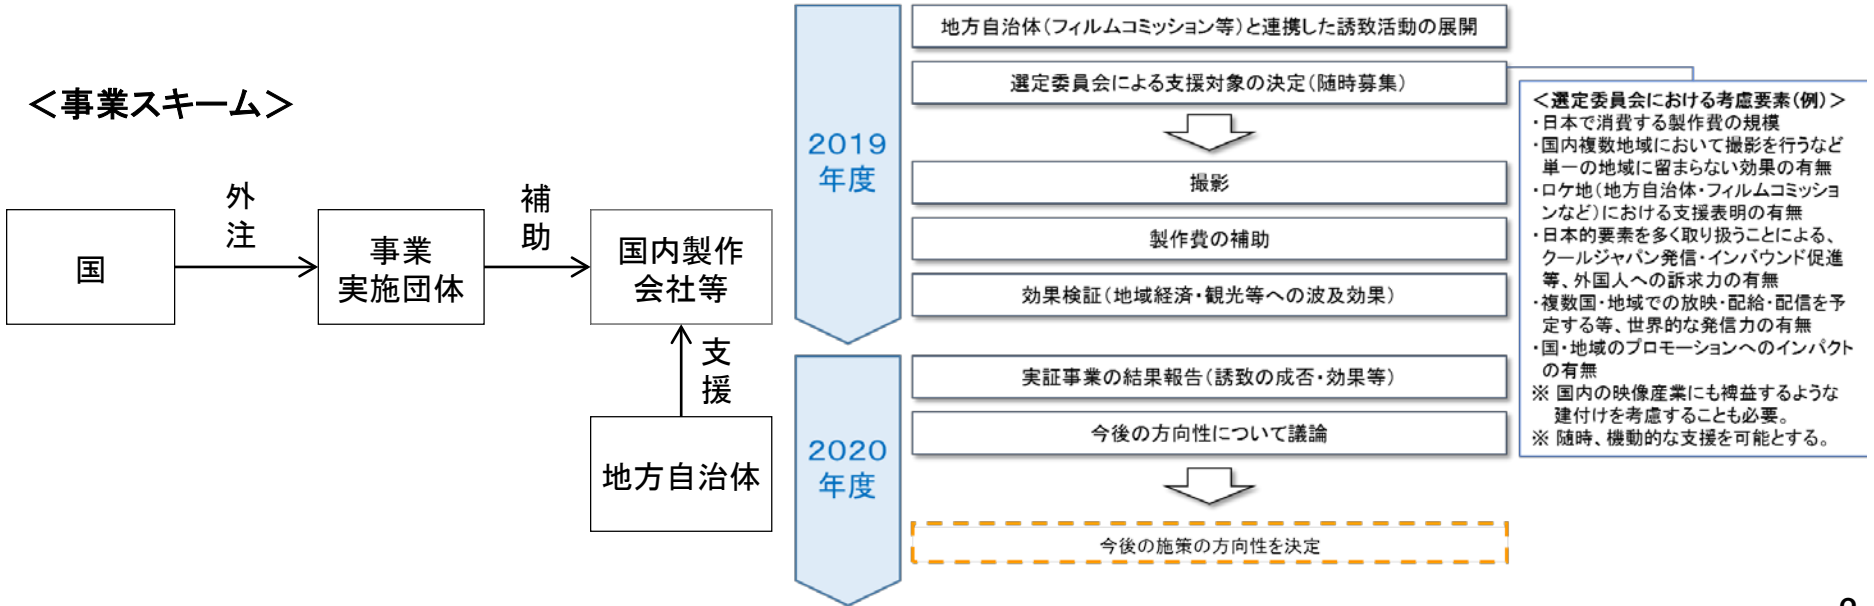 ＜事業スキーム＞
国
外
注
事業
実施団体
補
助
国内製作
会社等
支
援
地方自治体
2019
年度
地方自治体（フィルムコミッション等）と連携した誘致活動の展開
選定委員会による支援対象の決定（随時募集）
撮影
製作費の補助
効果検証（地域経済・観光等への波及効果）
2020
年度
実証事業の結果報告（誘致の成否・効果等）
今後の方向性について議論
今後の施策の方向性を決定
＜選定委員会における考慮要素（例）＞
・日本で消費する製作費の規模
・国内複数地域において撮影を行うなど
単一の地域に留まらない効果の有無
・ロケ地（地方自治体・フィルムコミッショ
ンなど）における支援表明の有無
・日本的要素を多く取り扱うことによる、
クールジャパン発信・インバウンド促進
等、外国人への訴求力の有無
・複数国・地域での放映・配給・配信を予
定する等、世界的な発信力の有無
・国・地域のプロモーションへのインパクト
の有無
※ 国内の映像産業にも裨益するような
建付けを考慮することも必要。
※ 随時、機動的な支援を可能とする。